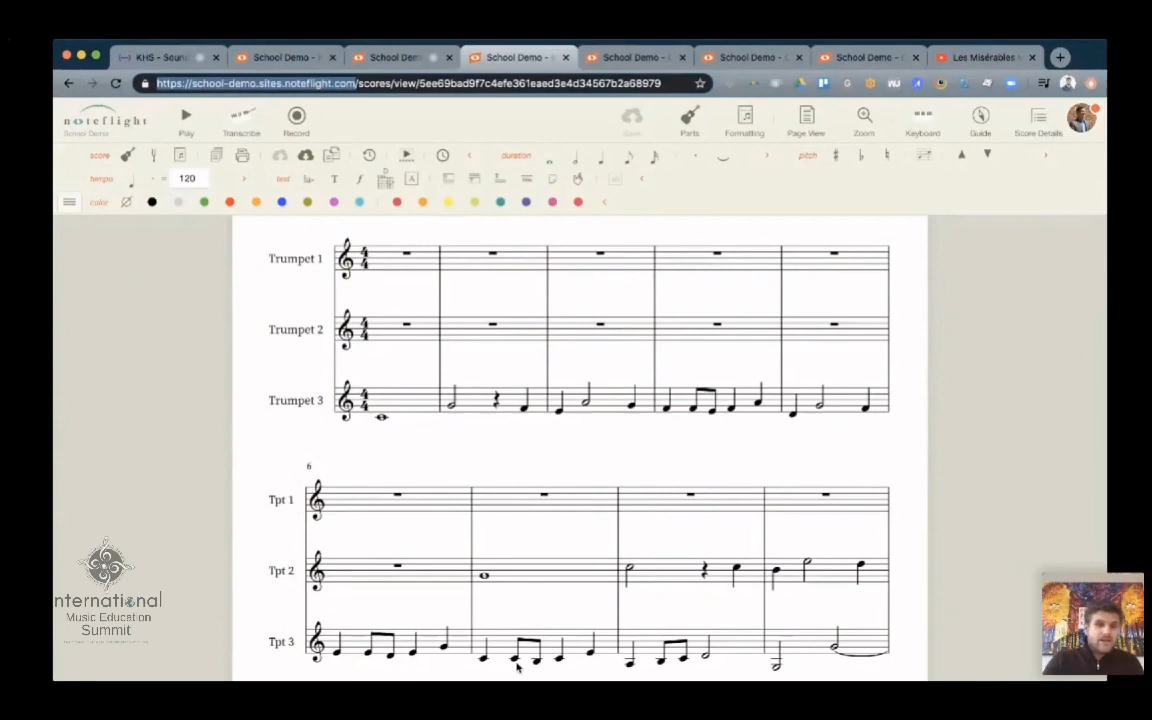 KHS - Soun
School Demo -
School Demo
School Demo -
School Demo -
School Demo -
School Demo -
Les Misérables
https://school-demo.sites.noteflight.com/scores/view/5ee69bad9f7c4efe361eaed3e4d34567b2a68979
noteflight
School Demo
Play
Transcribe
Record
Save
Parts
Formatting
Page View
Zoom
Keyboard
Guide
Score Details
score
duration
pitch
tempo
= 120
text
color
Trumpet 1
Trumpet 2
Trumpet 3
6
Tpt 1
Tpt 2
Tpt 3
nternational
Music Education
Summit